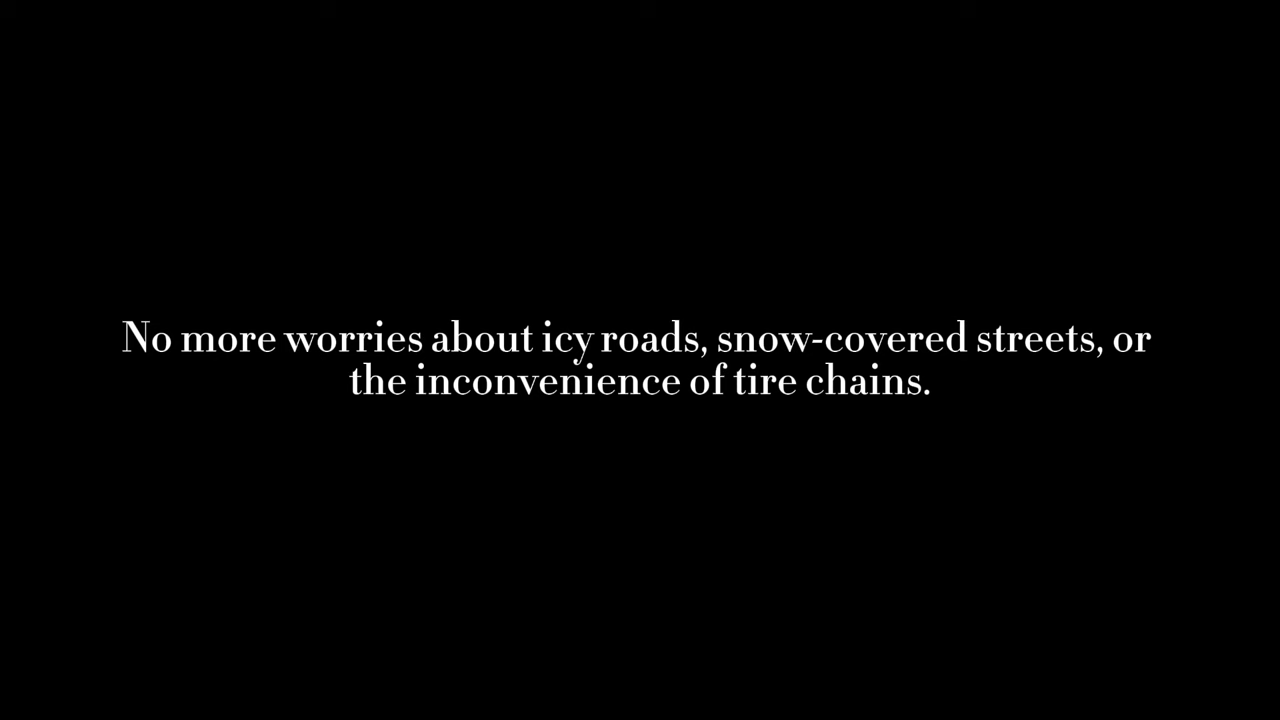 No more worries about icy roads, snow-covered streets, or
the inconvenience of tire chains.